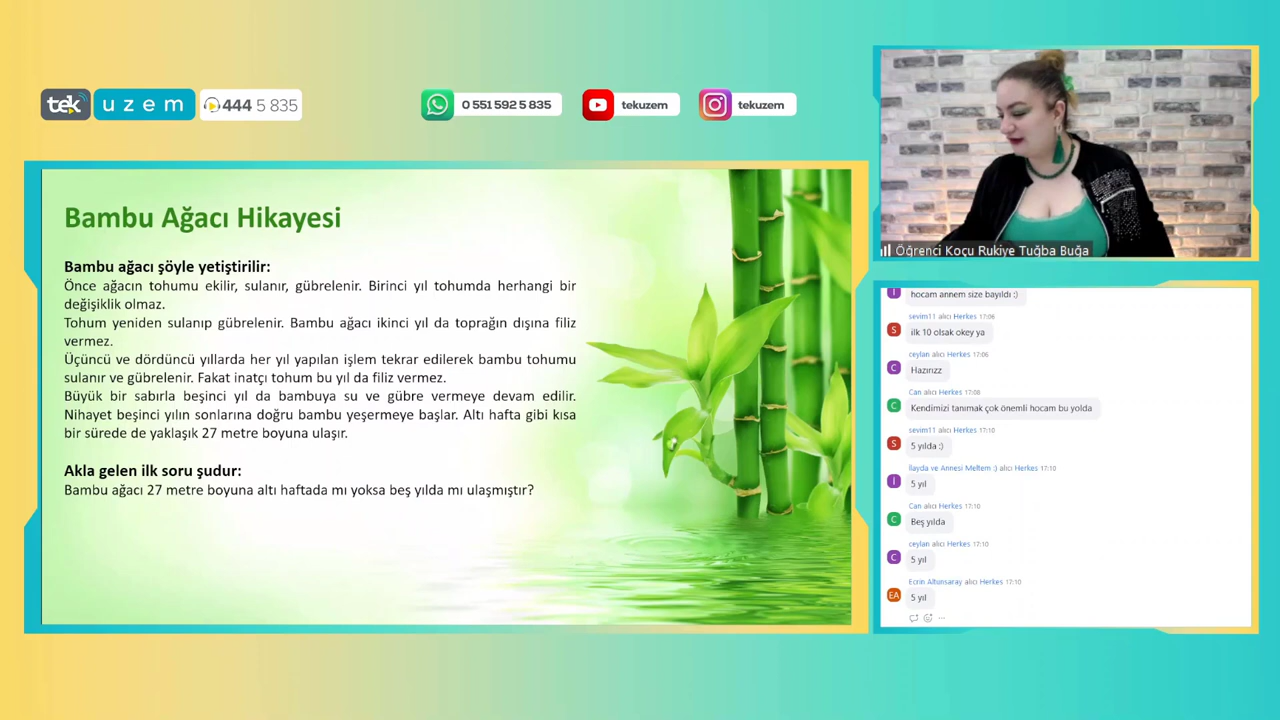 tek uzem 444 5 835
0 551 592 5 835
tekuzem
tekuzem
Bambu Ağacı Hikayesi
Bambu ağacı şöyle yetiştirilir:
Önce ağacın tohumu ekilir, sulanır, gübrelenir. Birinci yıl tohumda herhangi bir
değişiklik olmaz.
Tohum yeniden sulanıp gübrelenir. Bambu ağacı ikinci yıl da toprağın dışına filiz
vermez.
Üçüncü ve dördüncü yıllarda her yıl yapılan işlem tekrar edilerek bambu tohumu
sulanır ve gübrelenir. Fakat inatçı tohum bu yıl da filiz vermez.
Büyük bir sabırla beşinci yıl da bambuya su ve gübre vermeye devam edilir.
Nihayet beşinci yılın sonlarına doğru bambu yeşermeye başlar. Altı hafta gibi kısa
bir sürede de yaklaşık 27 metre boyuna ulaşır.
Akla gelen ilk soru şudur:
Bambu ağacı 27 metre boyuna altı haftada mı yoksa beş yılda mı ulaşmıştır?
Öğrenci Koçu Rukiye Tuğba Buğa
I
hocam annem size bayıldı :)
sevim11 alıcı Herkes 17:06
S
ilk 10 olsak okey ya
ceylan alıcı Herkes 17:06
C
Hazırızz
Can alıcı Herkes 17:08
C
Kendimizi tanımak çok önemli hocam bu yolda
sevim11 alıcı Herkes 17:10
S
5 yılda :)
İlayda ve Annesi Meltem :) alıcı Herkes 17:10
I
5 yıl
Can alıcı Herkes 17:10
C
Beş yılda
ceylan alıcı Herkes 17:10
C
5 yıl
Ecrin Altunsaray alıcı Herkes 17:10
EA
5 yıl